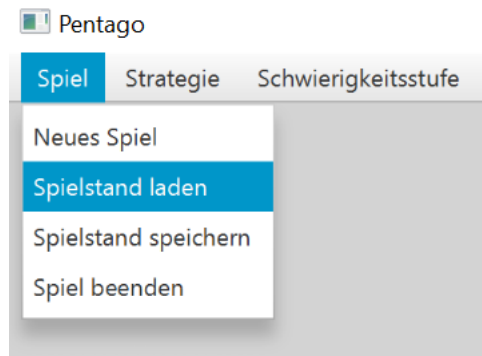 Pentago
Spiel Strategie Schwierigkeitsstufe
Neues Spiel
Spielstand laden
Spielstand speichern
Spiel beenden